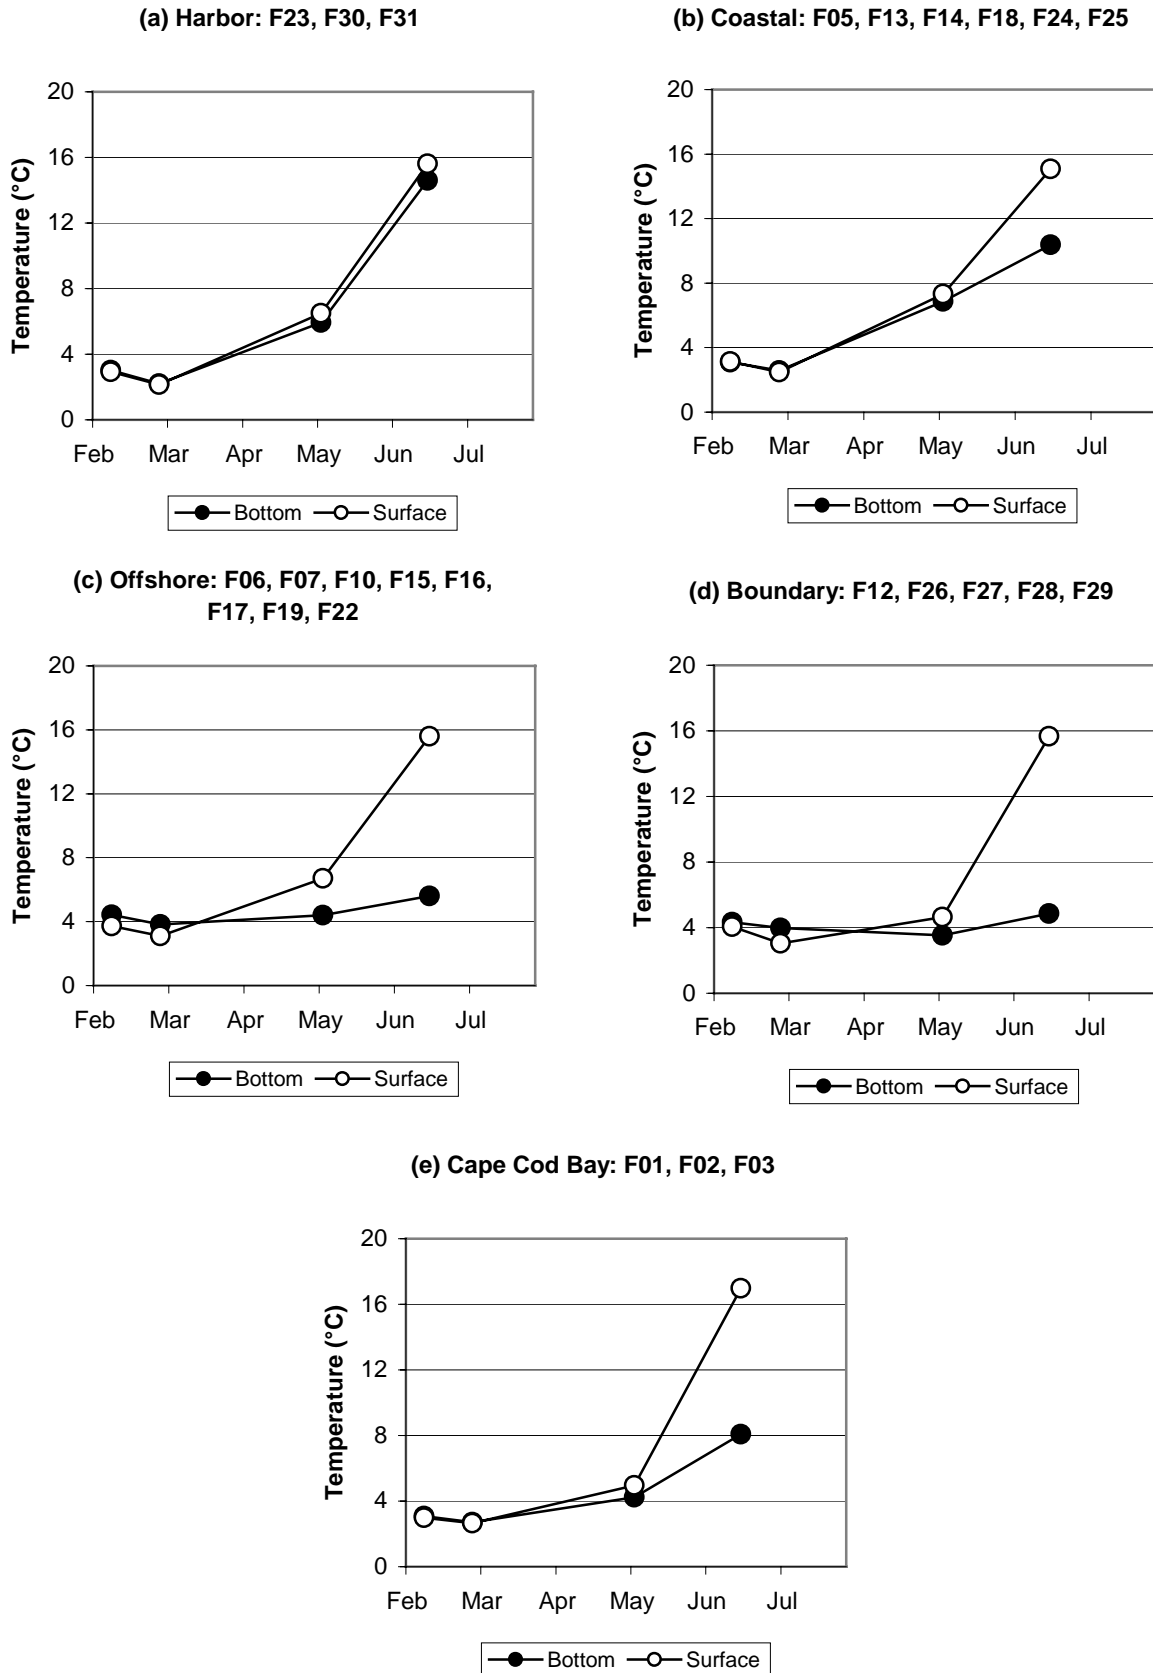 (a) Harbor: F23, F30, F31
20
16
12
8
4
0
Temperature (°C)
Feb Mar Apr May Jun Jul
Bottom Surface
(b) Coastal: F05, F13, F14, F18, F24, F25
20
16
12
8
4
0
Temperature (°C)
Feb Mar Apr May Jun Jul
Bottom Surface
(c) Offshore: F06, F07, F10, F15, F16,
F17, F19, F22
20
16
12
8
4
0
Temperature (°C)
Feb Mar Apr May Jun Jul
Bottom Surface
(d) Boundary: F12, F26, F27, F28, F29
20
16
12
8
4
0
Temperature (°C)
Feb Mar Apr May Jun Jul
Bottom Surface
(e) Cape Cod Bay: F01, F02, F03
20
16
12
8
4
0
Temperature (°C)
Feb Mar Apr May Jun Jul
Bottom Surface